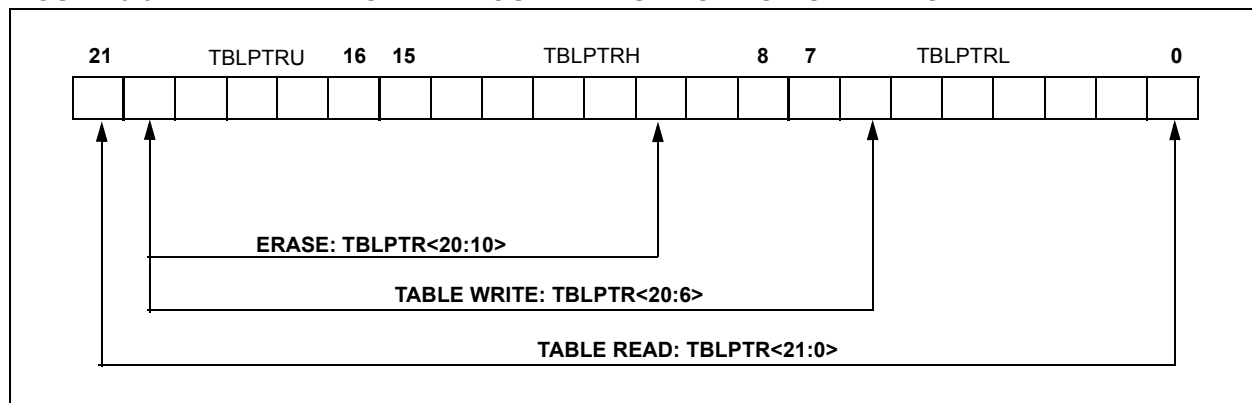 21 TBLPTRU 16 15 TBLPTRH 8 7 TBLPTRL 0
ERASE: TBLPTR<20:10>
TABLE WRITE: TBLPTR<20:6>
TABLE READ: TBLPTR<21:0>